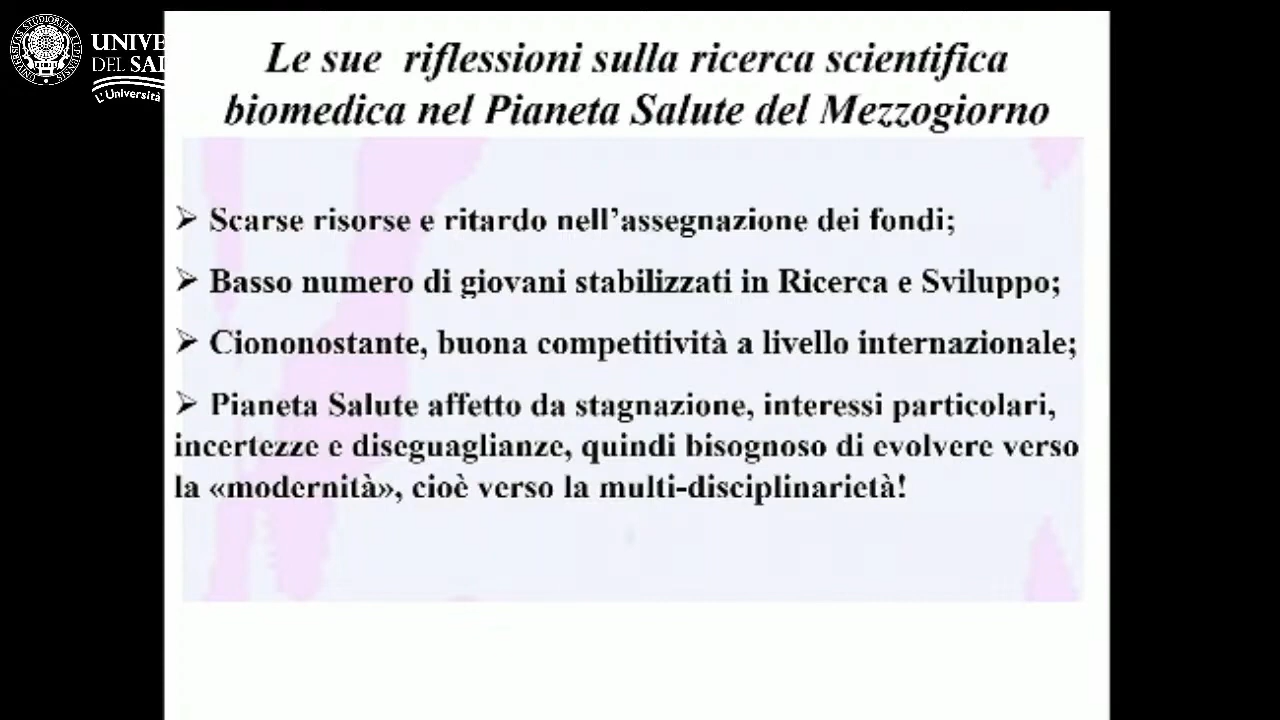 UNIVE
DEL SAL
L'Università
Le sue riflessioni sulla ricerca scientifica
biomedica nel Pianeta Salute del Mezzogiorno
➢ Scarse risorse e ritardo nell'assegnazione dei fondi;
➢ Basso numero di giovani stabilizzati in Ricerca e Sviluppo;
➢ Ciononostante, buona competitività a livello internazionale;
➢ Pianeta Salute affetto da stagnazione, interessi particolari,
incertezze e diseguaglianze, quindi bisognoso di evolvere verso
la «modernità», cioè verso la multi-disciplinarietà!